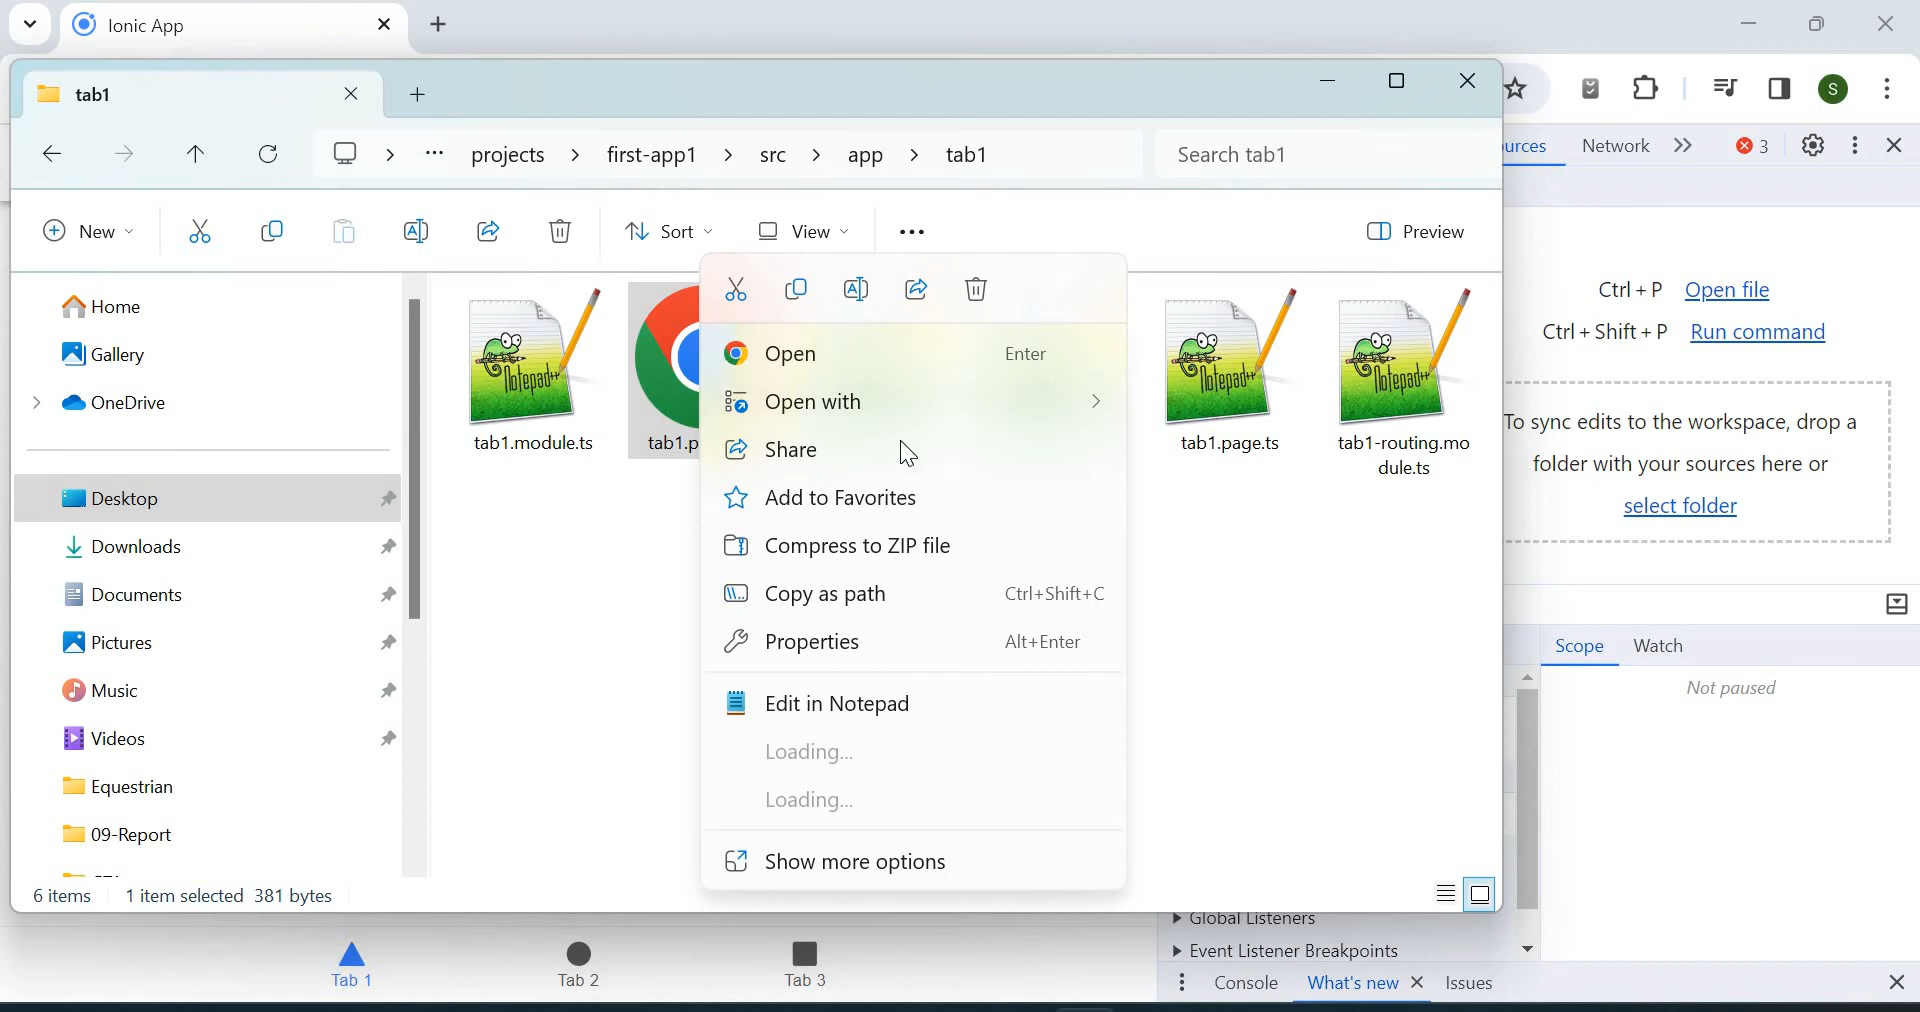 Ionic App
tab1
projects > first-app1 > src > app > tab1
Search tab1
New
Sort
View
Preview
Home
Gallery
OneDrive
Desktop
Downloads
Documents
Pictures
Music
Videos
Equestrian
09-Report
tab1.module.ts
tab1.p
tab1.page.ts
tab1-routing.mo
dule.ts
Notepad++
Notepad++
Notepad++
Open Enter
Open with
Share
Add to Favorites
Compress to ZIP file
Copy as path Ctrl+Shift+C
Properties Alt+Enter
Edit in Notepad
Loading...
Loading...
Show more options
6 items 1 item selected 381 bytes
S
urces Network 3
Ctrl + P Open file
Ctrl + Shift + P Run command
To sync edits to the workspace, drop a
folder with your sources here or
select folder
Scope Watch
Not paused
Global Listeners
Event Listener Breakpoints
Console What's new Issues
Tab 1 Tab 2 Tab 3